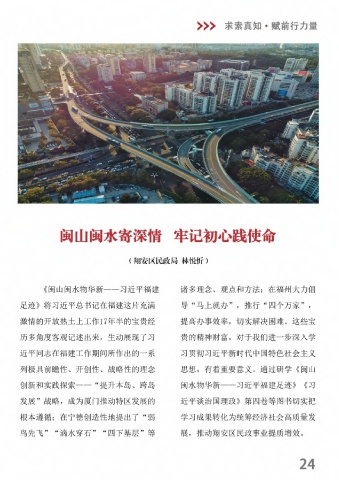 >>> 求索真知·赋前行力量
闽山闽水寄深情 牢记初心践使命
（翔安区民政局 林悦忻）
《闽山闽水物华新——习近平福建
足迹》将习近平总书记在福建这片充满
激情的开放热土上工作17年半的宝贵经
历多角度客观记述出来，生动展现了习
近平同志在福建工作期间所作出的一系
列极具前瞻性、开创性、战略性的理念
创新和实践探索——“提升本岛、跨岛
发展”战略，成为厦门推动特区发展的
根本遵循；在宁德创造性地提出了“弱
鸟先飞”“滴水穿石”“四下基层”等
诸多理念、观点和方法；在福州大力倡
导“马上就办”，推行“四个万家”，
提高办事效率，切实解决困难。这些宝
贵的精神财富，对于我们进一步深入学
习贯彻习近平新时代中国特色社会主义
思想，有着重要意义。通过研学《闽山
闽水物华新——习近平福建足迹》《习
近平谈治国理政》第四卷等图书切实把
学习成果转化为统筹经济社会高质量发
展，推动翔安区民政事业提质增效。
24